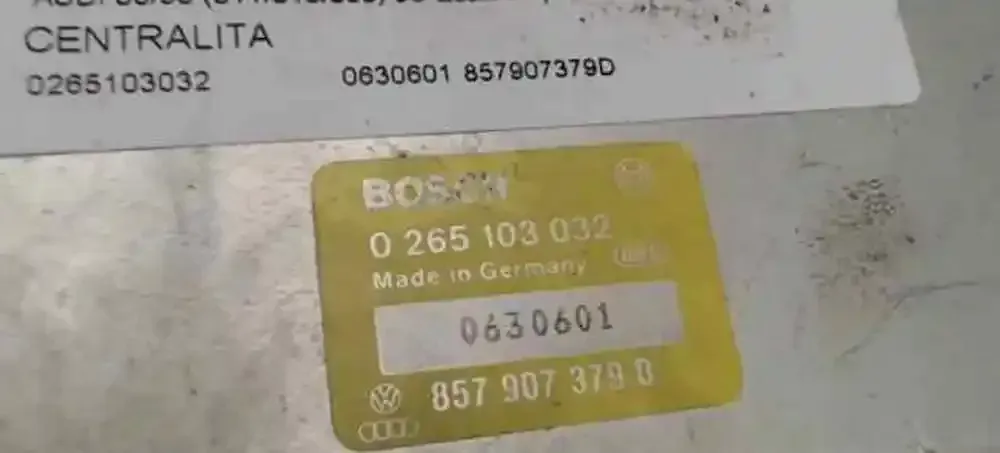 CENTRALITA
0265103032 0630601 857907379D
BOSCH
0 265 103 032
Made in Germany
0630601
857 907 379 D